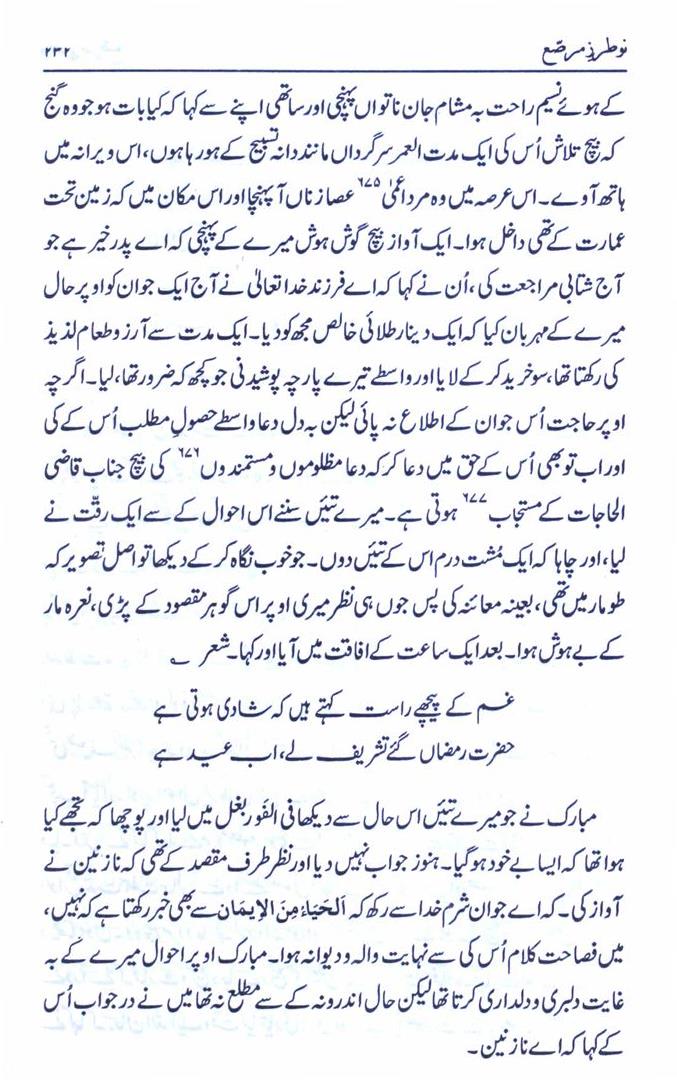 نوطرزِ مرصّع
۲۳۲
کے ہوئے نسیم راحت بہ مشام جان ناتواں پہنچی اور ساتھی اپنے سے کہا کہ کیا بات ہو جو وہ گنج
کہ بیچ تلاش اُس کی ایک مدت العمر سرگرداں مانند دانہ تسبیح کے ہو رہا ہوں، اس ویرانہ میں
ہاتھ آوے۔ اس عرصہ میں وہ مرد اعمیٰ ۶۷۵ عصا زناں آ پہنچا اور اس مکان میں کہ زمین تحت
عمارت کے تھی داخل ہوا۔ ایک آواز بیچ گوش ہوش میرے کے پہنچی کہ اے پدر خیر ہے جو
آج شتابی مراجعت کی، اُن نے کہا کہ اے فرزند خدا تعالیٰ نے آج ایک جوان کو اوپر حال
میرے کے مہربان کیا کہ ایک دینار طلائی خالص مجھ کو دیا۔ ایک مدت سے آرزو طعام لذیذ
کی رکھتا تھا، سو خرید کر کے لایا اور واسطے تیرے پارچہ پوشیدنی جو کچھ کہ ضرور تھا، لیا۔ اگرچہ
اوپر حاجت اُس جوان کے اطلاع نہ پائی لیکن بہ دل دعا واسطے حصولِ مطلب اُس کے کی
اور اب تو بھی اُس کے حق میں دعا کر کہ دعا مظلوموں و مستمندوں ۶۷۶ کی بیچ جناب قاضی
الحاجات کے مستجاب ۶۷۷ ہوتی ہے۔ میرے تئیں سننے اس احوال کے سے ایک رقّت نے
لیا، اور چاہا کہ ایک مُشت درم اس کے تئیں دوں۔ جو خوب نگاہ کر کے دیکھا تو اصل تصویر کہ
طومار میں تھی، بعینہ معائنہ کی پس جوں ہی نظر میری اوپر اس گوہر مقصود کے پڑی، نعرہ مار
کے بے ہوش ہوا۔ بعد ایک ساعت کے افاقت میں آیا اور کہا۔ شعر
غم کے پیچھے راست کہتے ہیں کہ شادی ہوتی ہے
حضرت رمضاں گئے تشریف لے، اب عید ہے
مبارک نے جو میرے تئیں اس حال سے دیکھا فی الفور بغل میں لیا اور پوچھا کہ تجھے کیا
ہوا تھا کہ ایسا بے خود ہو گیا۔ ہنوز جواب نہیں دیا اور نظر طرف مقصد کے تھی کہ نازنین نے
آواز کی۔ کہ اے جوان شرم خدا سے رکھ کہ اَلحَیَاءُ مِنَ الاِیمَان سے بھی خبر رکھتا ہے کہ نہیں،
میں فصاحت کلام اُس کی سے نہایت والہ و دیوانہ ہوا۔ مبارک اوپر احوال میرے کے بہ
غایت دلبری و دلداری کرتا تھا لیکن حال اندرونہ کے سے مطلع نہ تھا میں نے در جواب اُس
کے کہا کہ اے نازنین۔